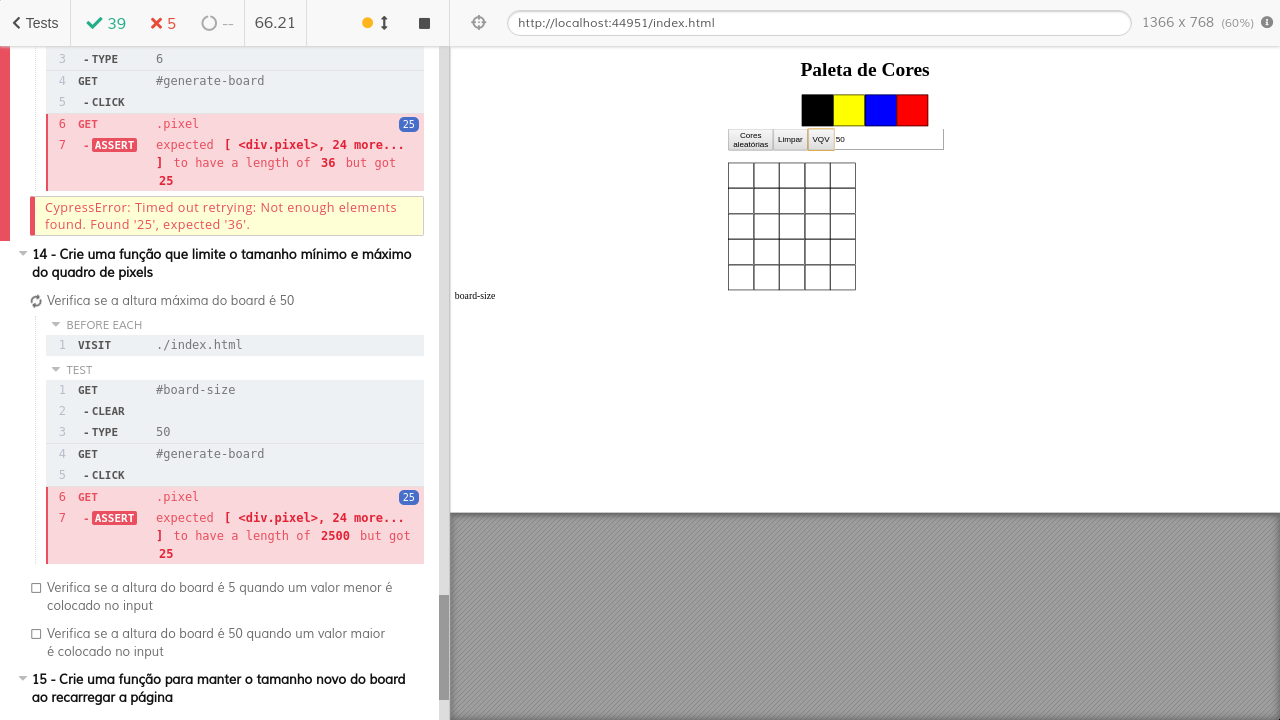 Tests
39
5
--
66.21
http://localhost:44951/index.html
1366 x 768 (60%)
3 - TYPE 6
4 GET #generate-board
5 - CLICK
6 GET .pixel 25
7 - ASSERT expected [ <div.pixel>, 24 more...
] to have a length of 36 but got
25
CypressError: Timed out retrying: Not enough elements
found. Found '25', expected '36'.
14 - Crie uma função que limite o tamanho mínimo e máximo
do quadro de pixels
Verifica se a altura máxima do board é 50
BEFORE EACH
1 VISIT ./index.html
TEST
1 GET #board-size
2 - CLEAR
3 - TYPE 50
4 GET #generate-board
5 - CLICK
6 GET .pixel 25
7 - ASSERT expected [ <div.pixel>, 24 more...
] to have a length of 2500 but got
25
Verifica se a altura do board é 5 quando um valor menor é
colocado no input
Verifica se a altura do board é 50 quando um valor maior
é colocado no input
15 - Crie uma função para manter o tamanho novo do board
ao recarregar a página
Paleta de Cores
Cores
aleatórias
Limpar
VQV
50
board-size